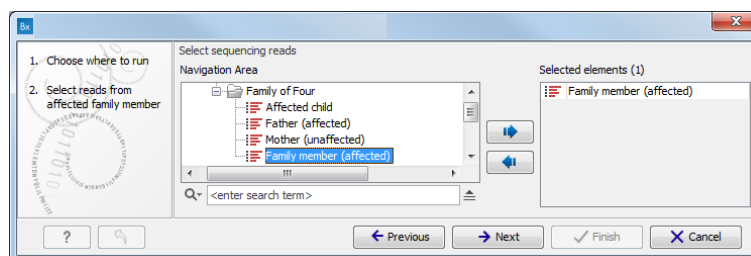 Bx
X
1. Choose where to run
2. Select reads from
affected family member
Select sequencing reads
Navigation Area
Family of Four
Affected child
Father (affected)
Mother (unaffected)
Family member (affected)
<enter search term>
Selected elements (1)
Family member (affected)
?
Previous
Next
Finish
Cancel